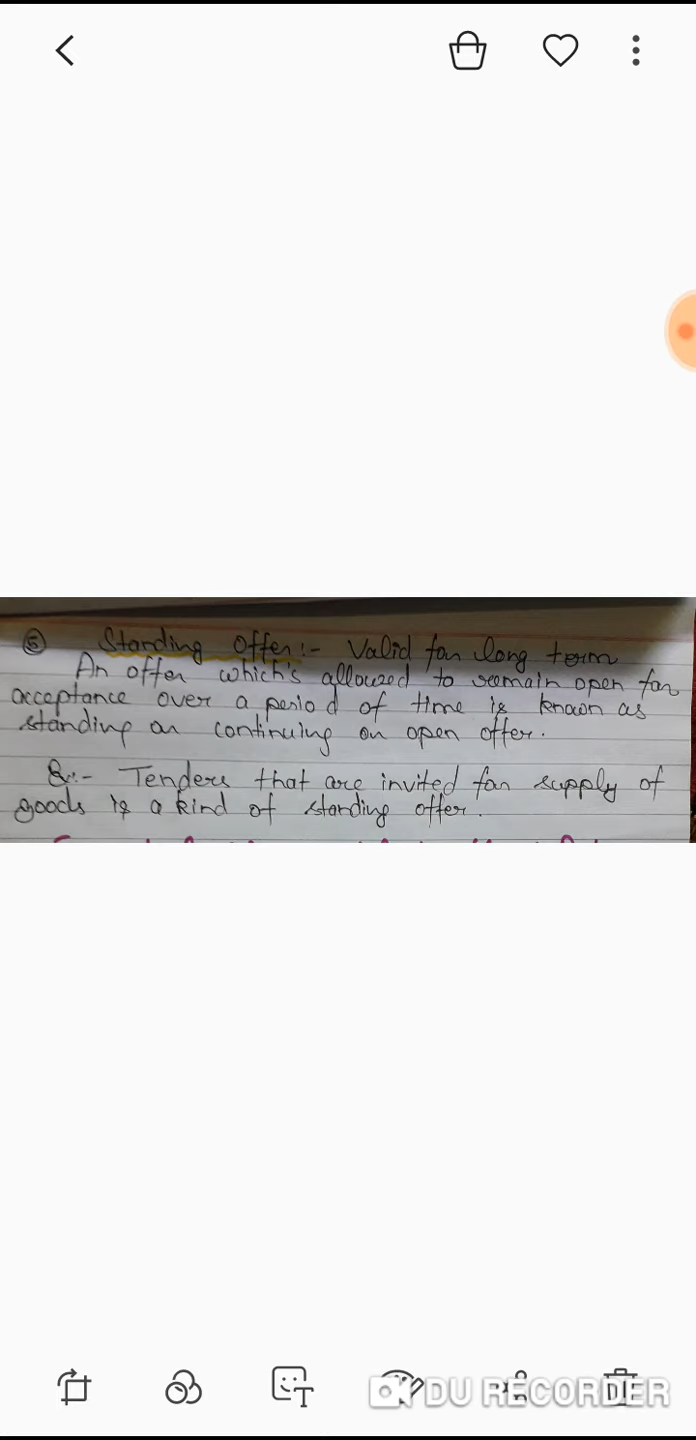 ⑤ Standing Offer:- Valid for long term
An offer which's allowed to remain open for
acceptance over a period of time is known as
standing or continuing or open offer.
Ex:- Tenders that are invited for supply of
goods is a kind of standing offer.
DU RECORDER